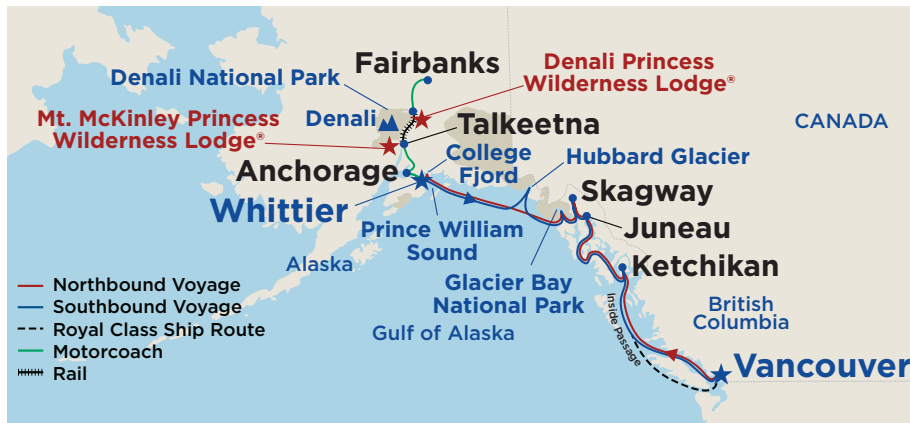 Fairbanks
Denali Princess
Wilderness Lodge®
Denali National Park
Denali
Mt. McKinley Princess
Wilderness Lodge®
Talkeetna
CANADA
College
Fjord
Hubbard Glacier
Anchorage
Skagway
Whittier
Juneau
Prince William
Sound
Alaska
Ketchikan
Glacier Bay
National Park
Northbound Voyage
Southbound Voyage
Royal Class Ship Route
Motorcoach
Rail
Gulf of Alaska
Inside Passage
British
Columbia
Vancouver